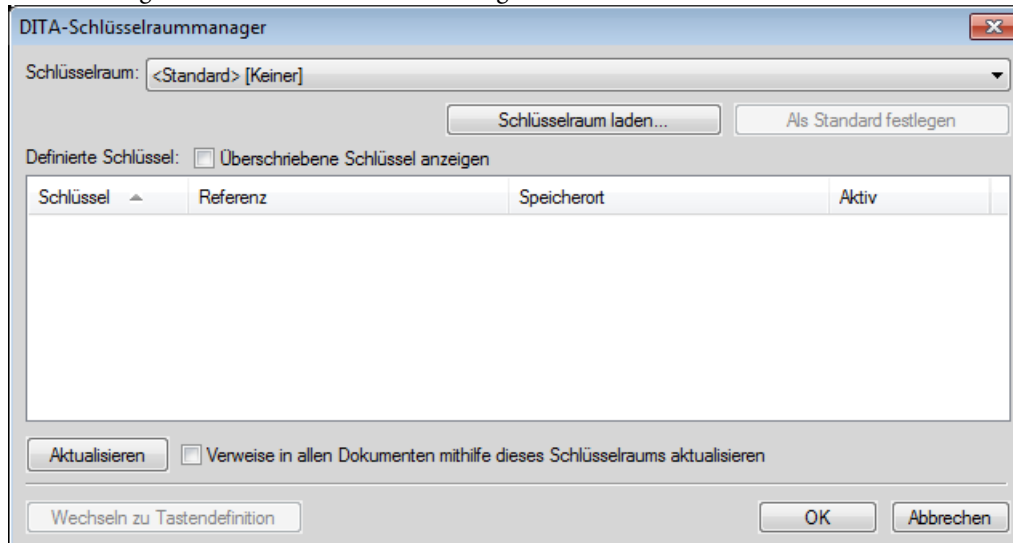 DITA-Schlüsselraummanager
Schlüsselraum: <Standard> [Keiner]
Schlüsselraum laden... Als Standard festlegen
Definierte Schlüssel: Überschriebene Schlüssel anzeigen
Schlüssel Referenz Speicherort Aktiv
Aktualisieren Verweise in allen Dokumenten mithilfe dieses Schlüsselraums aktualisieren
Wechseln zu Tastendefinition OK Abbrechen